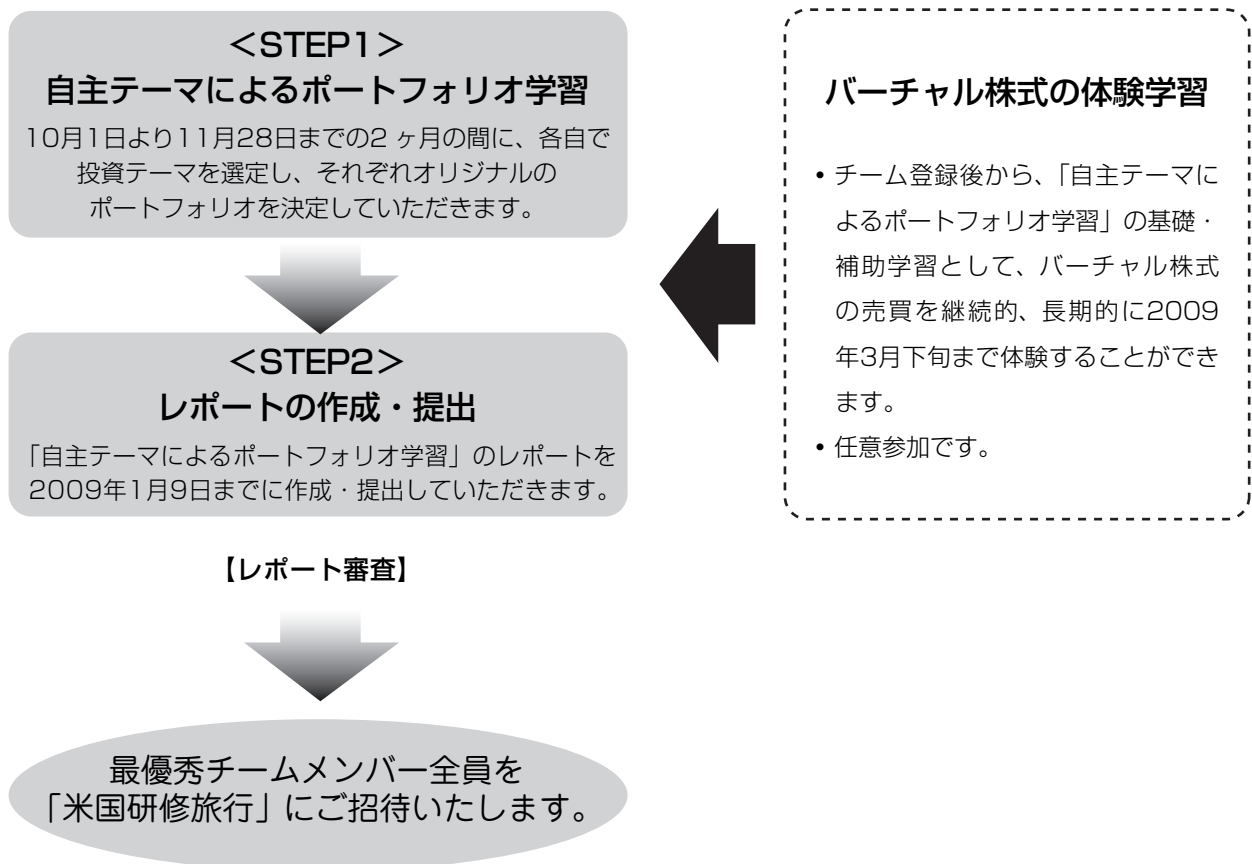 ＜STEP1＞
自主テーマによるポートフォリオ学習
10月1日より11月28日までの2 ヶ月の間に、各自で
投資テーマを選定し、それぞれオリジナルの
ポートフォリオを決定していただきます。
＜STEP2＞
レポートの作成・提出
「自主テーマによるポートフォリオ学習」のレポートを
2009年1月9日までに作成・提出していただきます。
【レポート審査】
最優秀チームメンバー全員を
「米国研修旅行」にご招待いたします。
バーチャル株式の体験学習
• チーム登録後から、「自主テーマに
よるポートフォリオ学習」の基礎・
補助学習として、バーチャル株式
の売買を継続的、長期的に2009
年3月下旬まで体験することができ
ます。
• 任意参加です。